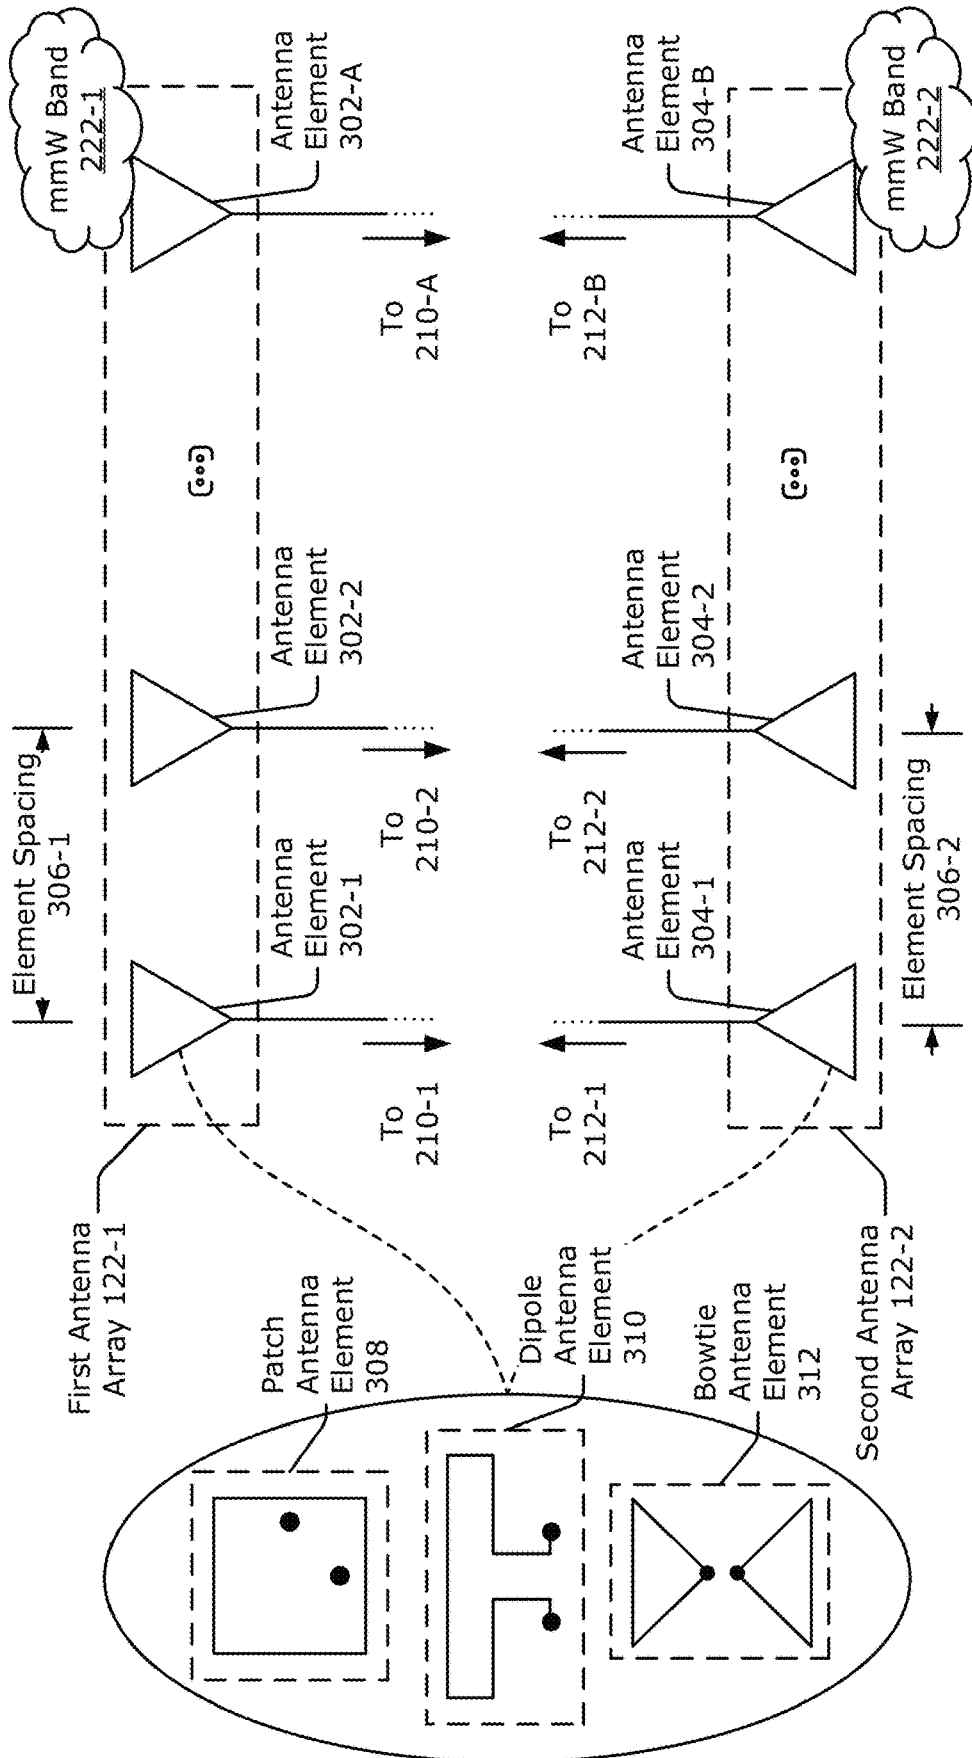 First Antenna
Array 122-1
Element Spacing
306-1
mmW Band
222-1
Antenna
Element
302-1
Antenna
Element
302-2
Antenna
Element
302-A
Patch
Antenna
Element
308
To
210-1
To
210-2
To
210-A
Dipole
Antenna
Element
310
To
212-1
To
212-2
To
212-B
Antenna
Element
304-1
Antenna
Element
304-2
Antenna
Element
304-B
Bowtie
Antenna
Element
312
Second Antenna
Array 122-2
Element Spacing
306-2
mmW Band
222-2